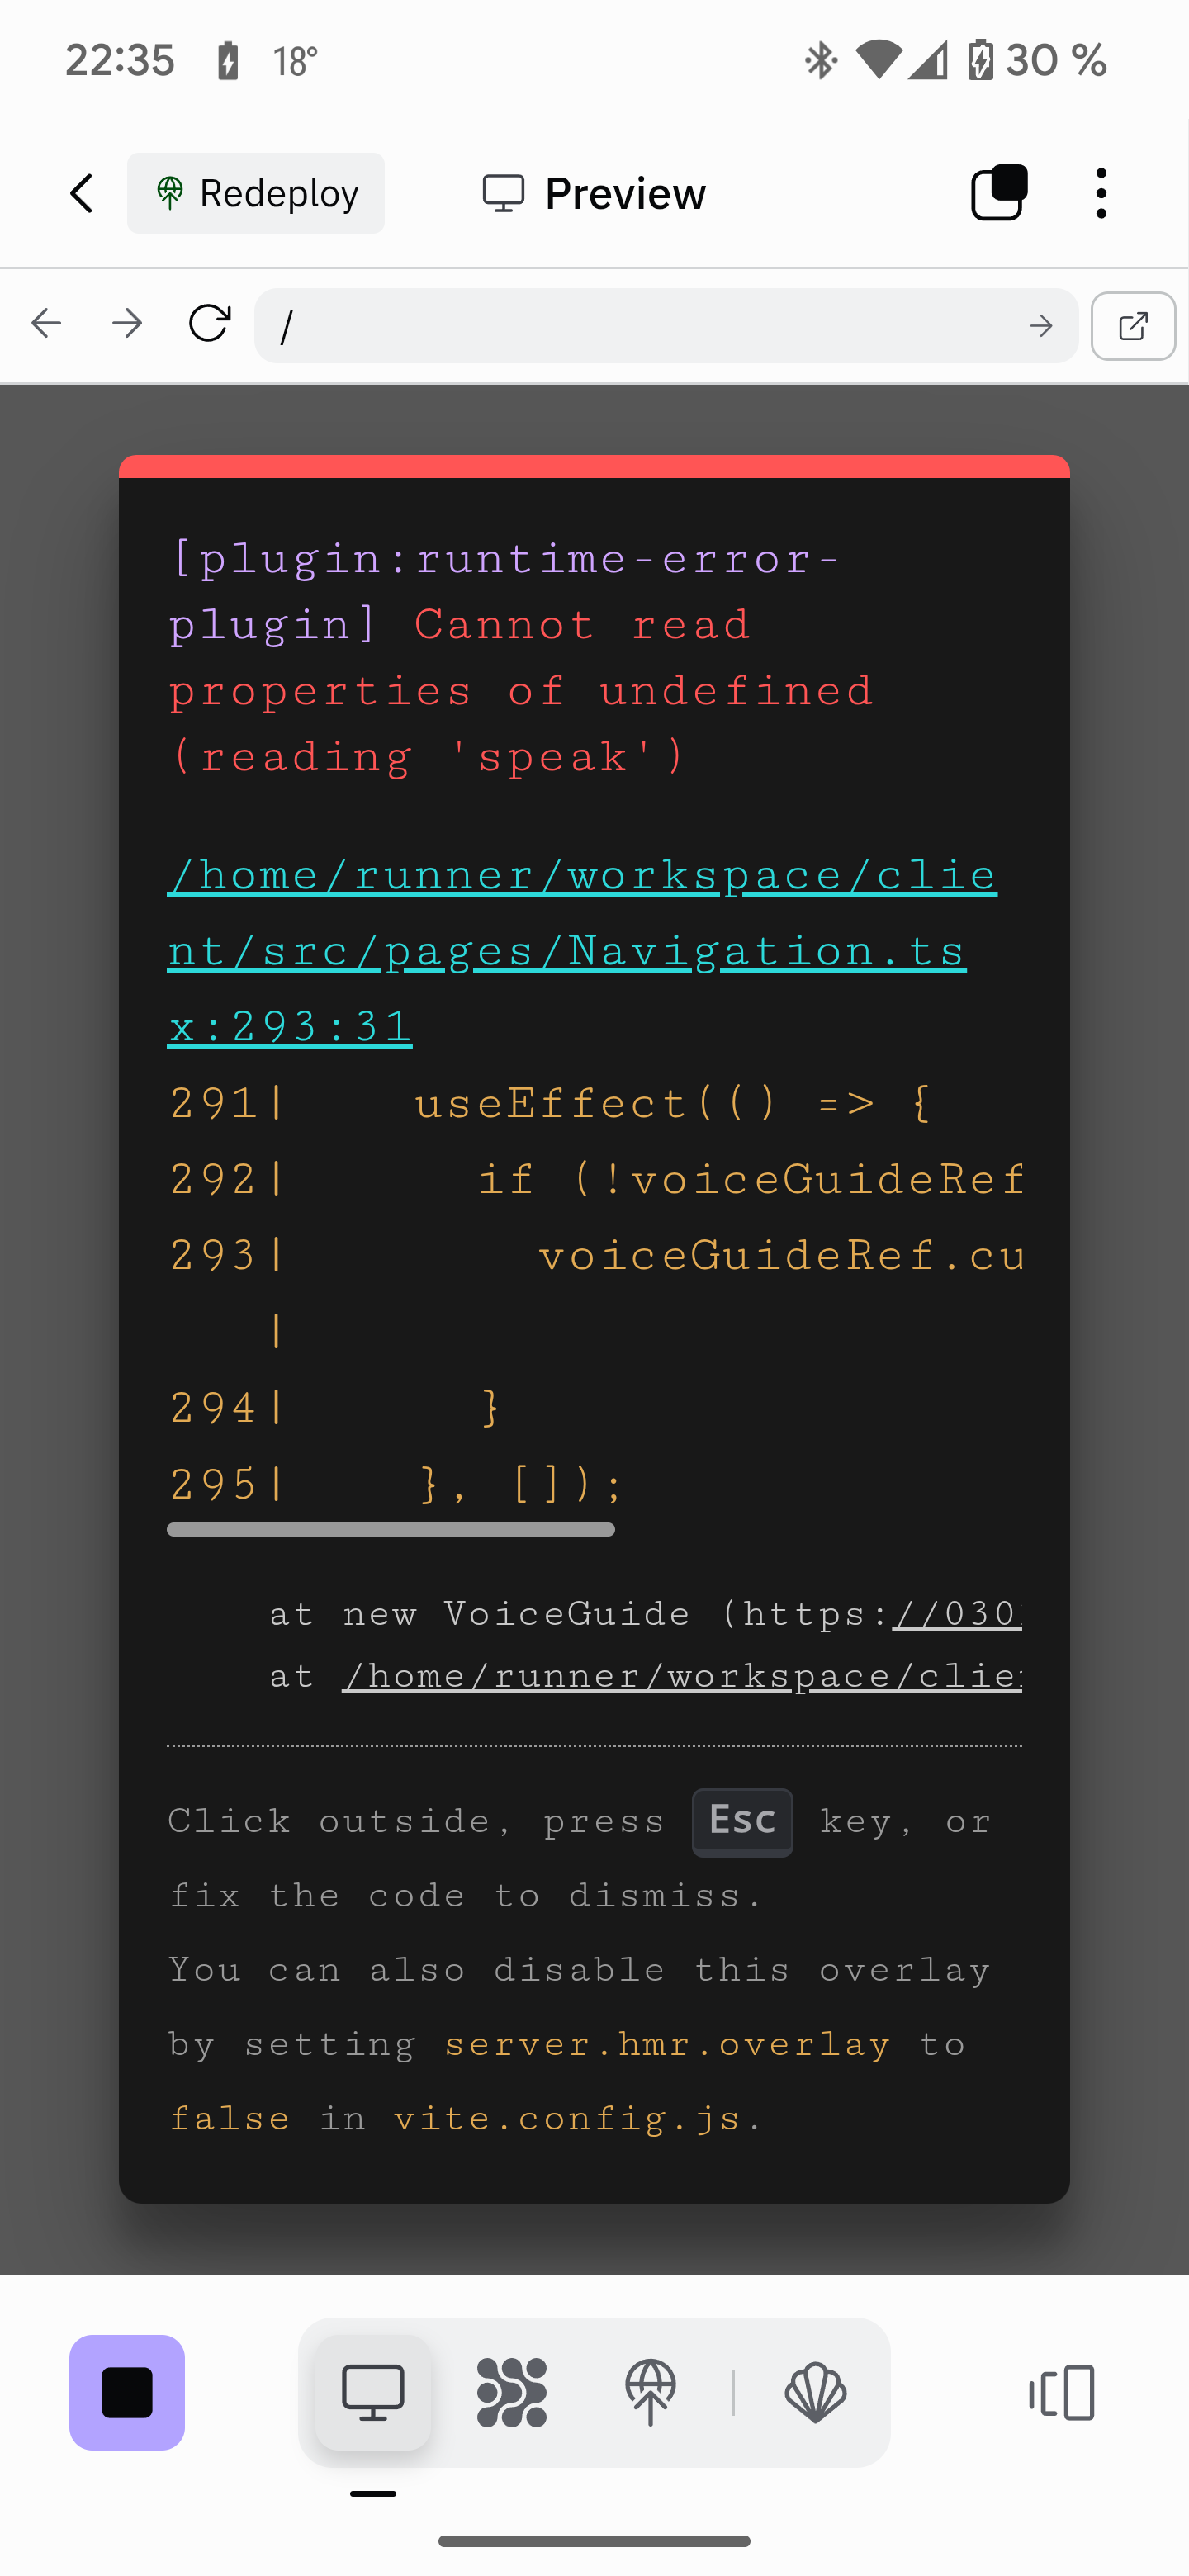 22:35 18° 30 %
Redeploy Preview
/
[plugin:runtime-error-
plugin] Cannot read
properties of undefined
(reading 'speak')
/home/runner/workspace/clie
nt/src/pages/Navigation.ts
x:293:31
291|    useEffect(() => {
292|      if (!voiceGuideRef
293|        voiceGuideRef.cu
   |
294|      }
295|    }, []);
at new VoiceGuide (https://030
at /home/runner/workspace/clie
Click outside, press Esc key, or
fix the code to dismiss.
You can also disable this overlay
by setting server.hmr.overlay to
false in vite.config.js.